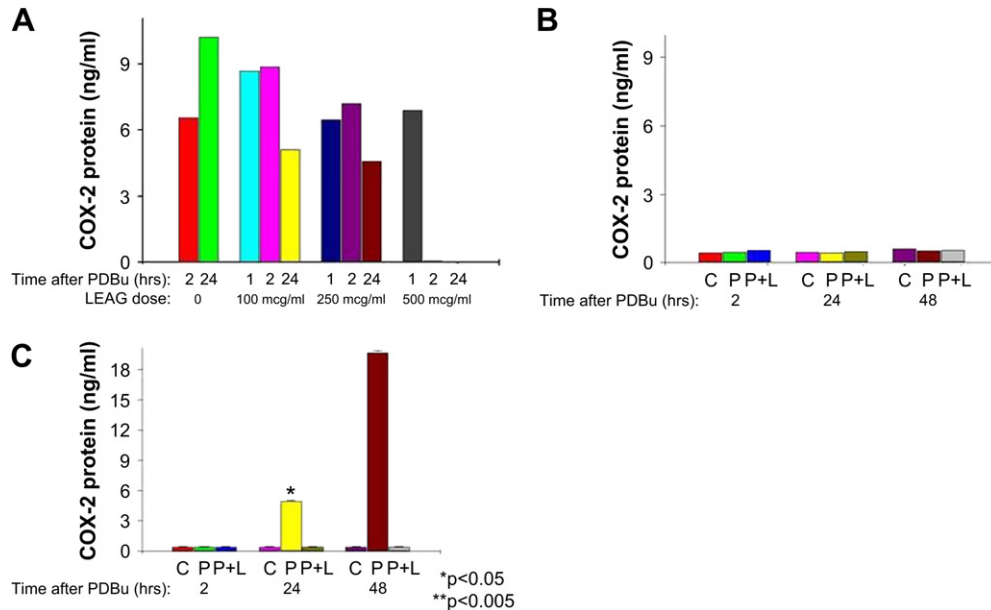 A
COX-2 protein (ng/ml)
9
6
3
0
Time after PDBu (hrs): 2 24 1 2 24 1 2 24 1 2 24
LEAG dose: 0 100 mcg/ml 250 mcg/ml 500 mcg/ml
B
COX-2 protein (ng/ml)
9
6
3
0
C P P+L C P P+L C P P+L
Time after PDBu (hrs): 2 24 48
C
COX-2 protein (ng/ml)
18
15
12
9
6
3
0
*
C P P+L C P P+L C P P+L
Time after PDBu (hrs): 2 24 48
*p<0.05
**p<0.005